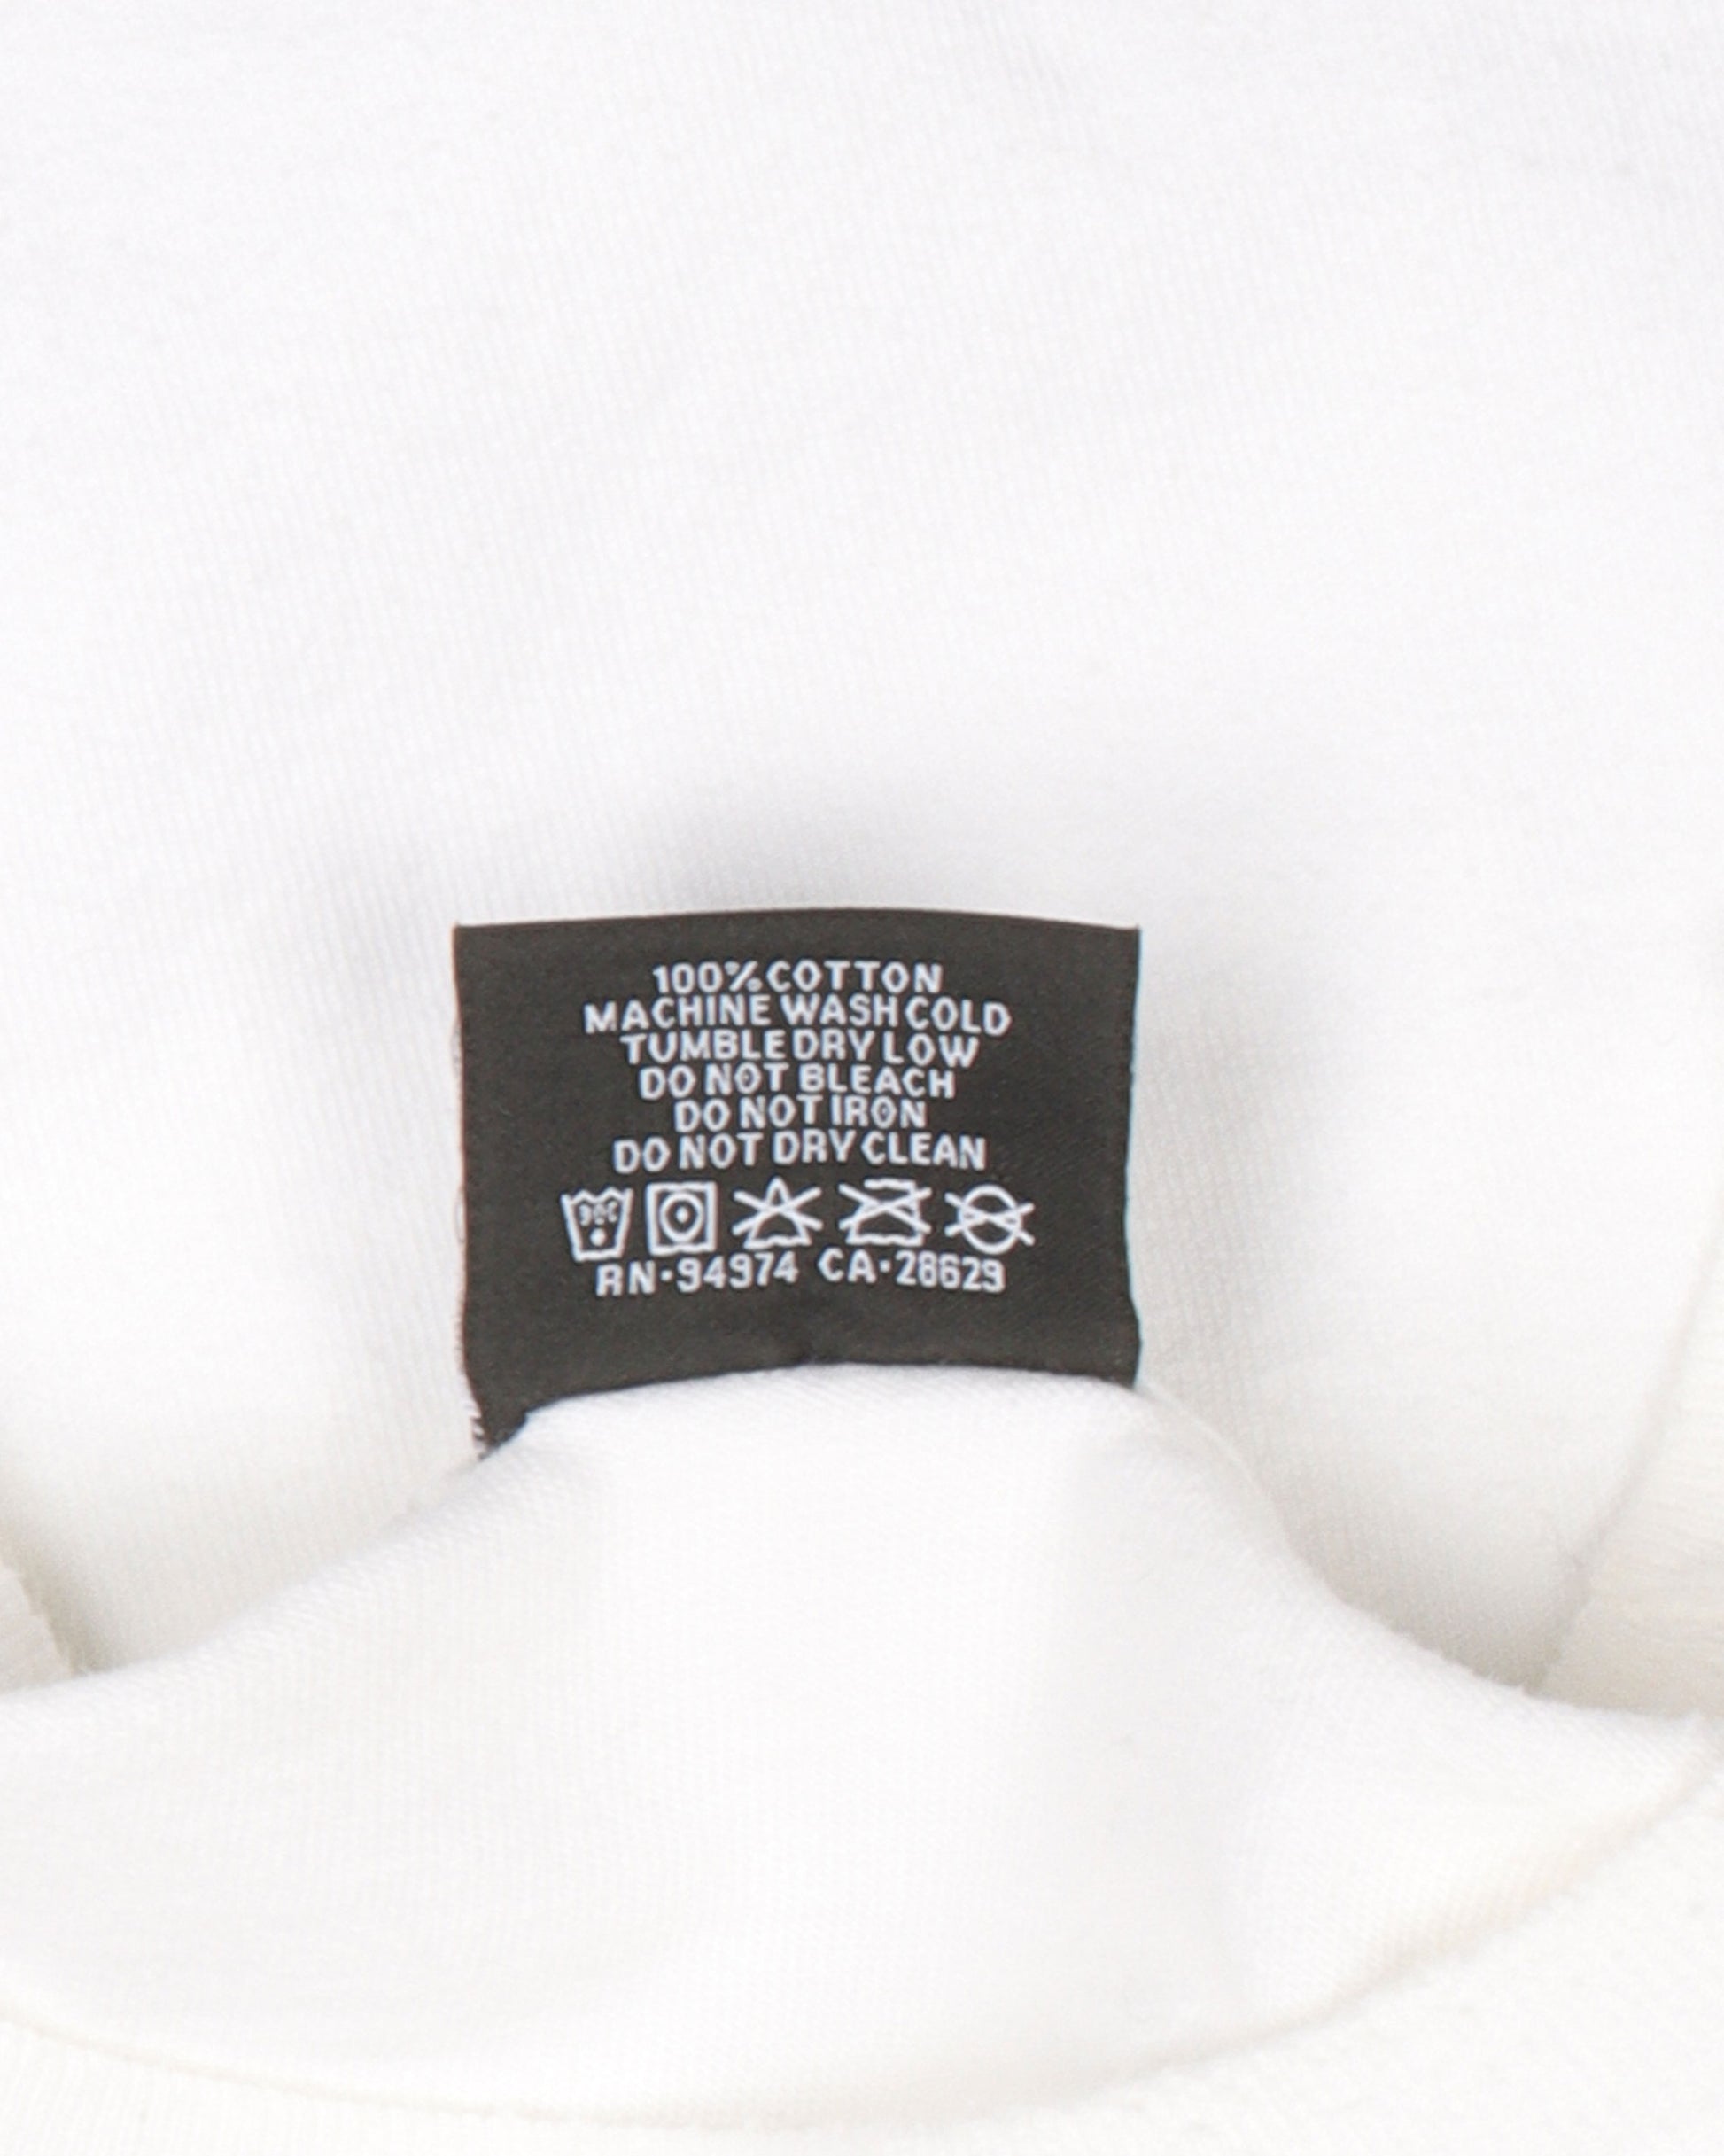 100% COTTON
MACHINE WASH COLD
TUMBLE DRY LOW
DO NOT BLEACH
DO NOT IRON
DO NOT DRY CLEAN
RN·94974 CA·28629